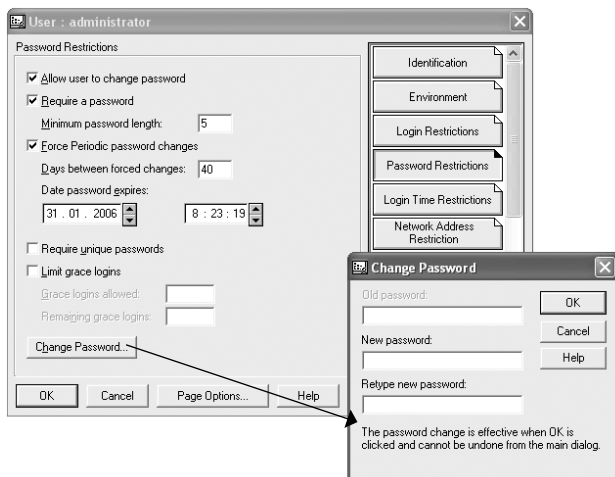 User : administrator
Password Restrictions
Allow user to change password
Require a password
Minimum password length: 5
Force Periodic password changes
Days between forced changes: 40
Date password expires:
31 . 01 . 2006 8 : 23 : 19
Require unique passwords
Limit grace logins
Grace logins allowed:
Remaining grace logins:
Change Password...
OK Cancel Page Options... Help
Identification
Environment
Login Restrictions
Password Restrictions
Login Time Restrictions
Network Address
Restriction
Change Password
Old password:
OK
New password:
Cancel
Help
Retype new password:
The password change is effective when OK is
clicked and cannot be undone from the main dialog.